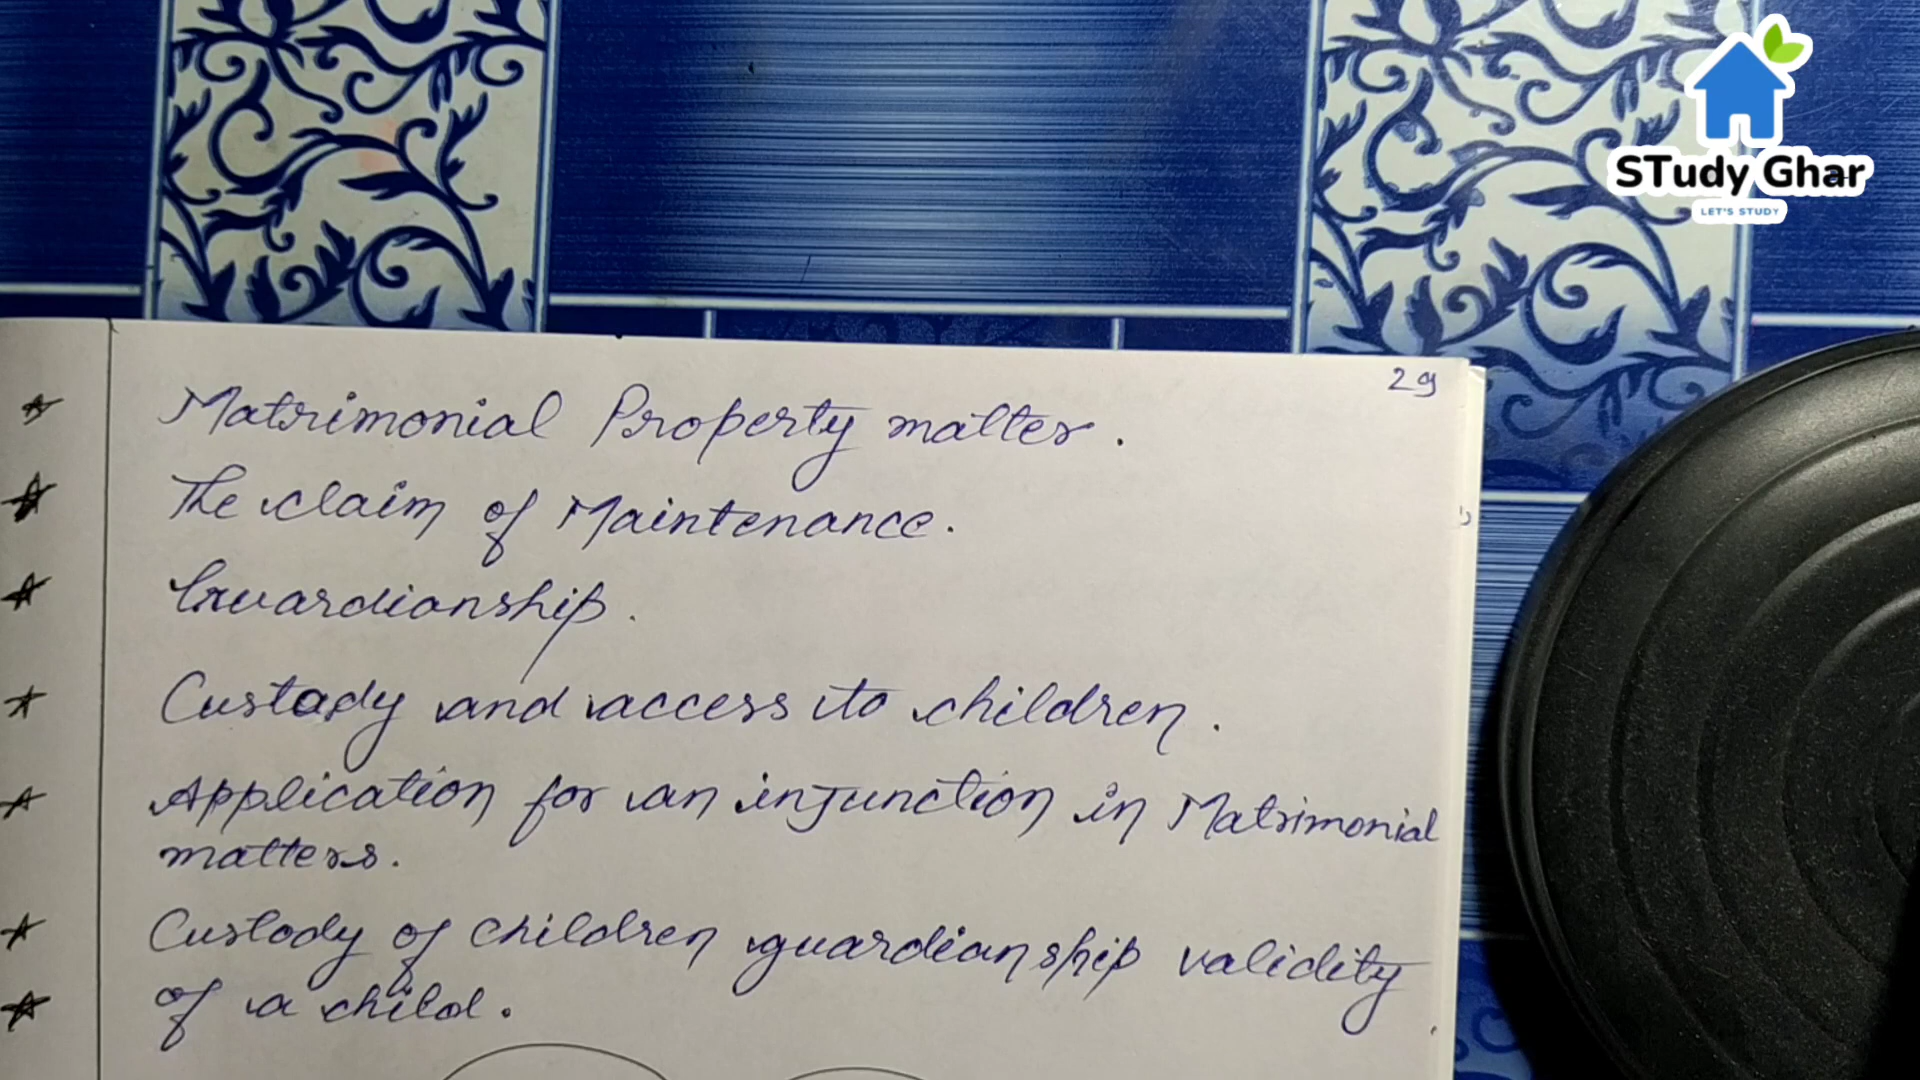 STudy Ghar
LET'S STUDY
29
Matrimonial Property matter.
The claim of Maintenance.
Guardianship.
Custody and access to children.
Application for an injunction in Matrimonial
matters.
Custody of children guardianship validity
of a child.